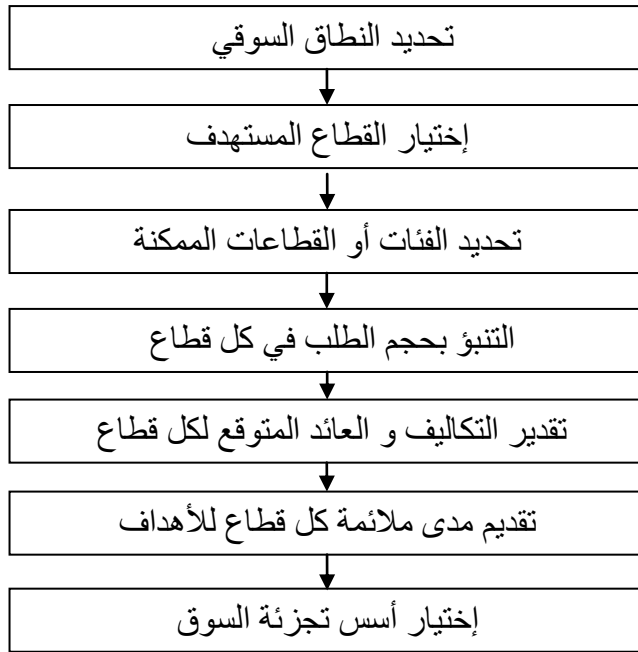 تحديد النطاق السوقي
إختيار القطاع المستهدف
تحديد الفئات أو القطاعات الممكنة
التنبؤ بحجم الطلب في كل قطاع
تقدير التكاليف و العائد المتوقع لكل قطاع
تقديم مدى ملائمة كل قطاع للأهداف
إختيار أسس تجزئة السوق